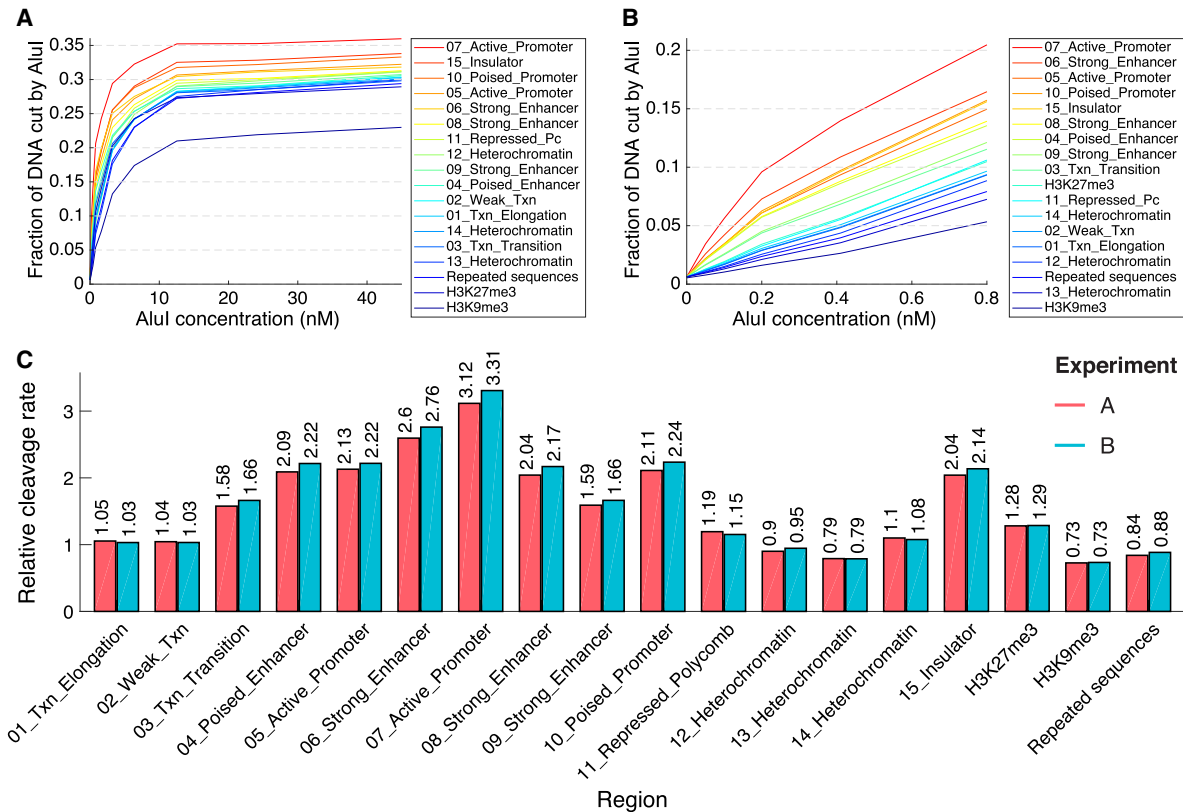 A
Fraction of DNA cut by AluI
0.35
0.3
0.25
0.2
0.15
0.1
0.05
0
0
10
20
30
40
AluI concentration (nM)
07_Active_Promoter
15_Insulator
10_Poised_Promoter
05_Active_Promoter
06_Strong_Enhancer
08_Strong_Enhancer
11_Repressed_Pc
12_Heterochromatin
09_Strong_Enhancer
04_Poised_Enhancer
02_Weak_Txn
01_Txn_Elongation
14_Heterochromatin
03_Txn_Transition
13_Heterochromatin
Repeated sequences
H3K27me3
H3K9me3
B
Fraction of DNA cut by AluI
0.2
0.15
0.1
0.05
0
0
0.2
0.4
0.6
0.8
AluI concentration (nM)
07_Active_Promoter
06_Strong_Enhancer
05_Active_Promoter
10_Poised_Promoter
15_Insulator
08_Strong_Enhancer
04_Poised_Enhancer
09_Strong_Enhancer
03_Txn_Transition
H3K27me3
11_Repressed_Pc
14_Heterochromatin
02_Weak_Txn
01_Txn_Elongation
12_Heterochromatin
Repeated sequences
13_Heterochromatin
H3K9me3
C
Relative cleavage rate
3
2
1
0
1.05
1.03
1.04
1.03
1.58
1.66
2.09
2.22
2.13
2.22
2.6
2.76
3.12
3.31
2.04
2.17
1.59
1.66
2.11
2.24
1.19
1.15
0.9
0.95
0.79
0.79
1.1
1.08
2.04
2.14
1.28
1.29
0.73
0.73
0.84
0.88
Experiment
A
B
01_Txn_Elongation
02_Weak_Txn
03_Txn_Transition
04_Poised_Enhancer
05_Active_Promoter
06_Strong_Enhancer
07_Active_Promoter
08_Strong_Enhancer
09_Strong_Enhancer
10_Poised_Promoter
11_Repressed_Polycomb
12_Heterochromatin
13_Heterochromatin
14_Heterochromatin
15_Insulator
H3K27me3
H3K9me3
Repeated sequences
Region